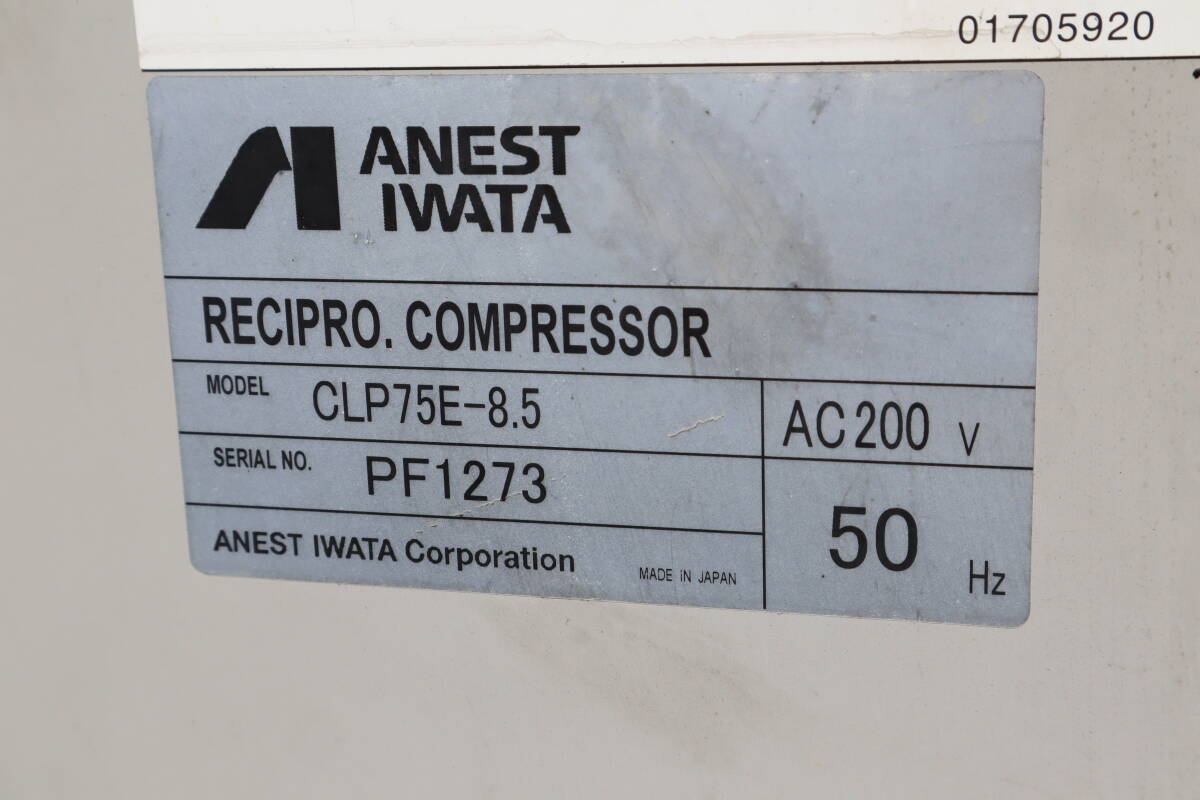 01705920
ANEST
IWATA
RECIPRO. COMPRESSOR
MODEL CLP75E-8.5
AC200 V
SERIAL NO. PF1273
50 Hz
ANEST IWATA Corporation MADE IN JAPAN